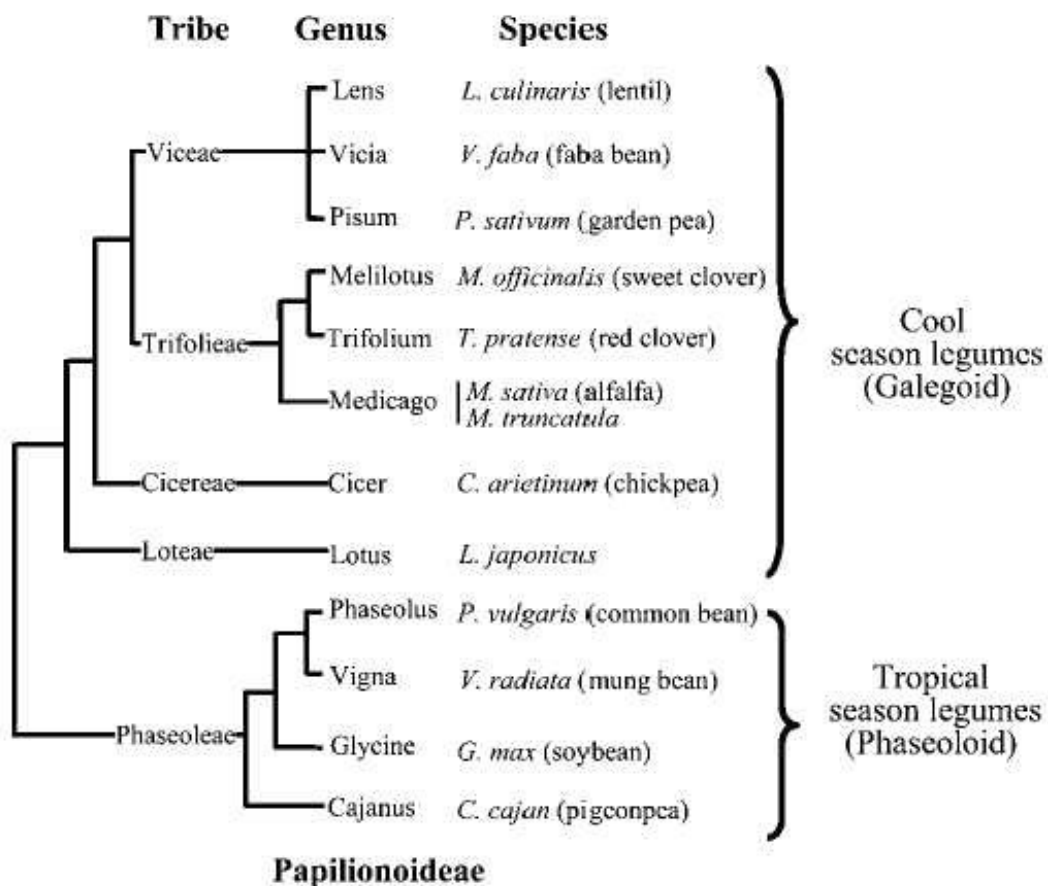 Tribe Genus Species
Lens L. culinaris (lentil)
Viceae Vicia V. faba (faba bean)
Pisum P. sativum (garden pea)
Melilotus M. officinalis (sweet clover)
Trifolieae Trifolium T. pratense (red clover)
Medicago M. sativa (alfalfa)
M. truncatula
Cicereae Cicer C. arietinum (chickpea)
Loteae Lotus L. japonicus
Cool
season legumes
(Galegoid)
Phaseolus P. vulgaris (common bean)
Vigna V. radiata (mung bean)
Phaseoleae Glycine G. max (soybean)
Cajanus C. cajan (pigeonpea)
Tropical
season legumes
(Phaseoloid)
Papilionoideae